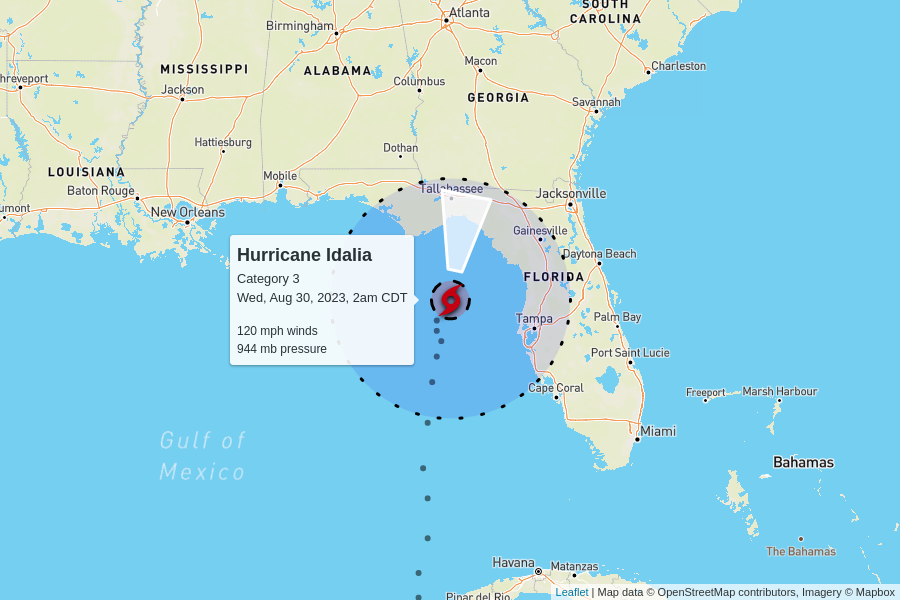 SOUTH
CAROLINA
Atlanta
Birmingham
Macon
Charleston
MISSISSIPPI
ALABAMA
hreveport
Columbus
Jackson
GEORGIA
Savannah
Hattiesburg
Dothan
LOUISIANA
Mobile
Baton Rouge
Tallahassee
Jacksonville
umont
New Orleans
Gainesville
Daytona Beach
Hurricane Idalia
Category 3
Wed, Aug 30, 2023, 2am CDT
120 mph winds
944 mb pressure
FLORIDA
Tampa
Palm Bay
Port Saint Lucie
Cape Coral
Freeport
Marsh Harbour
Miami
Gulf of
Mexico
Bahamas
The Bahamas
Havana
Matanzas
Pinar del Río
Leaflet | Map data © OpenStreetMap contributors, Imagery © Mapbox